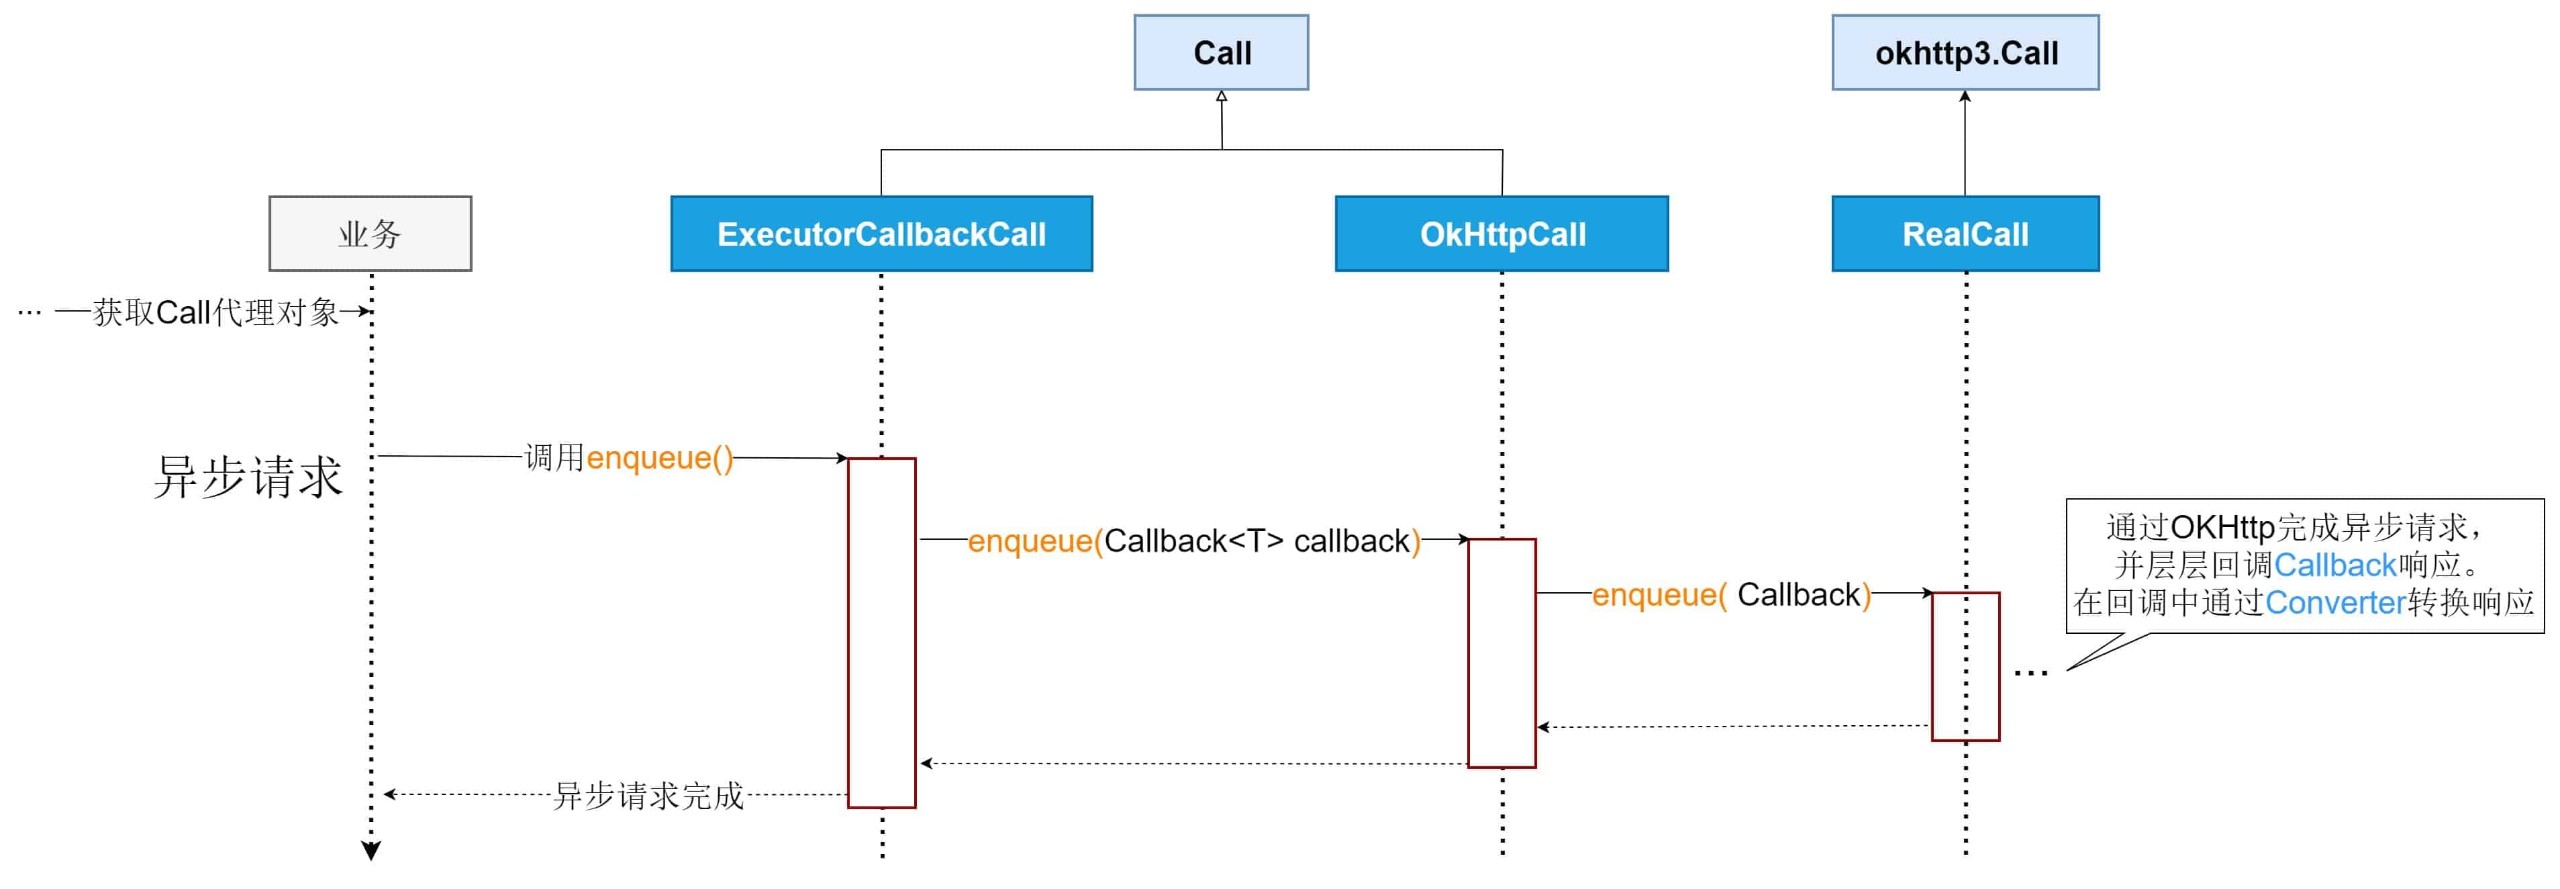 Call
okhttp3.Call
业务
ExecutorCallbackCall
OkHttpCall
RealCall
... 获取Call代理对象
异步请求
调用enqueue()
enqueue(Callback<T> callback)
enqueue( Callback)
通过OKHttp完成异步请求，
并层层回调Callback响应。
在回调中通过Converter转换响应
...
异步请求完成